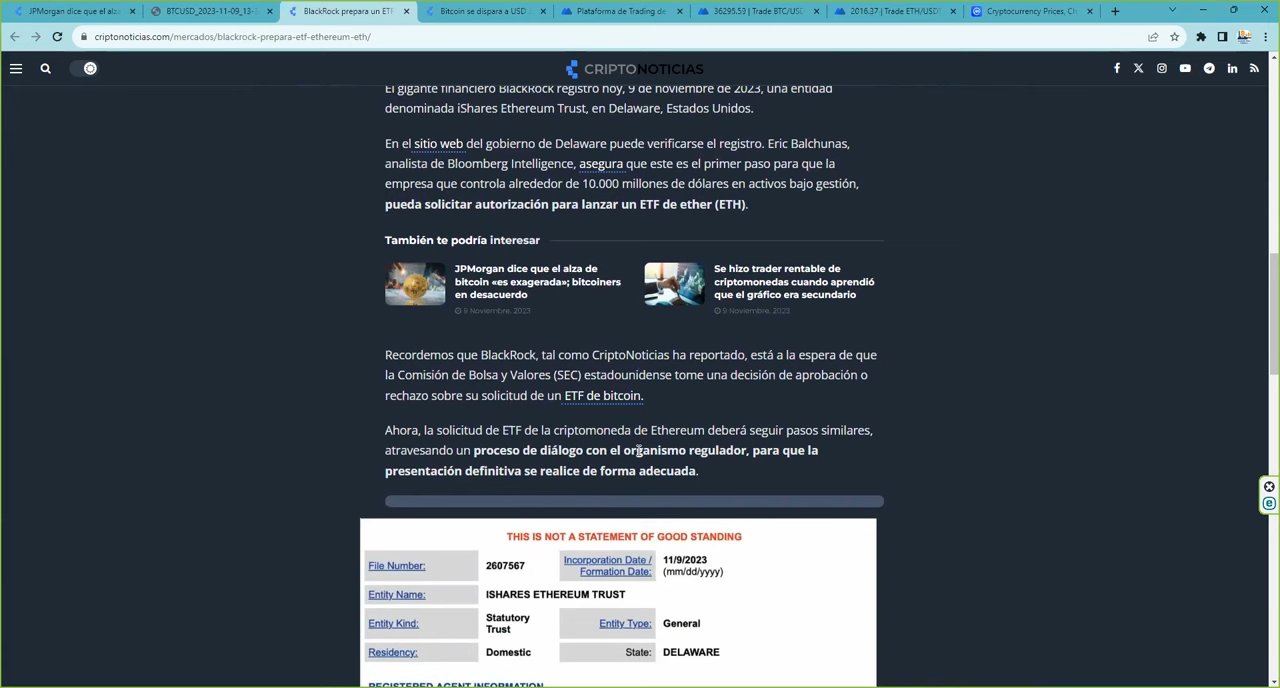 JPMorgan dice que el alza
BTCUSD_2023-11-09_13-
BlackRock prepara un ETF
Bitcoin se dispara a USD
Plataforma de Trading de
36295.53 | Trade BTC/USD
2016.37 | Trade ETH/USD
Cryptocurrency Prices, Ch
criptonoticias.com/mercados/blackrock-prepara-etf-ethereum-eth/
CRIPTONOTICIAS
El gigante financiero BlackRock registró hoy, 9 de noviembre de 2023, una entidad
denominada iShares Ethereum Trust, en Delaware, Estados Unidos.
En el sitio web del gobierno de Delaware puede verificarse el registro. Eric Balchunas,
analista de Bloomberg Intelligence, asegura que este es el primer paso para que la
empresa que controla alrededor de 10.000 millones de dólares en activos bajo gestión,
pueda solicitar autorización para lanzar un ETF de ether (ETH).
También te podría interesar
JPMorgan dice que el alza de
bitcoin «es exagerada»; bitcoiners
en desacuerdo
9 Noviembre, 2023
Se hizo trader rentable de
criptomonedas cuando aprendió
que el gráfico era secundario
9 Noviembre, 2023
Recordemos que BlackRock, tal como CriptoNoticias ha reportado, está a la espera de que
la Comisión de Bolsa y Valores (SEC) estadounidense tome una decisión de aprobación o
rechazo sobre su solicitud de un ETF de bitcoin.
Ahora, la solicitud de ETF de la criptomoneda de Ethereum deberá seguir pasos similares,
atravesando un proceso de diálogo con el organismo regulador, para que la
presentación definitiva se realice de forma adecuada.
THIS IS NOT A STATEMENT OF GOOD STANDING
File Number: 2607567 Incorporation Date / Formation Date: 11/9/2023 (mm/dd/yyyy)
Entity Name: ISHARES ETHEREUM TRUST
Entity Kind: Statutory Trust Entity Type: General
Residency: Domestic State: DELAWARE
REGISTERED AGENT INFORMATION